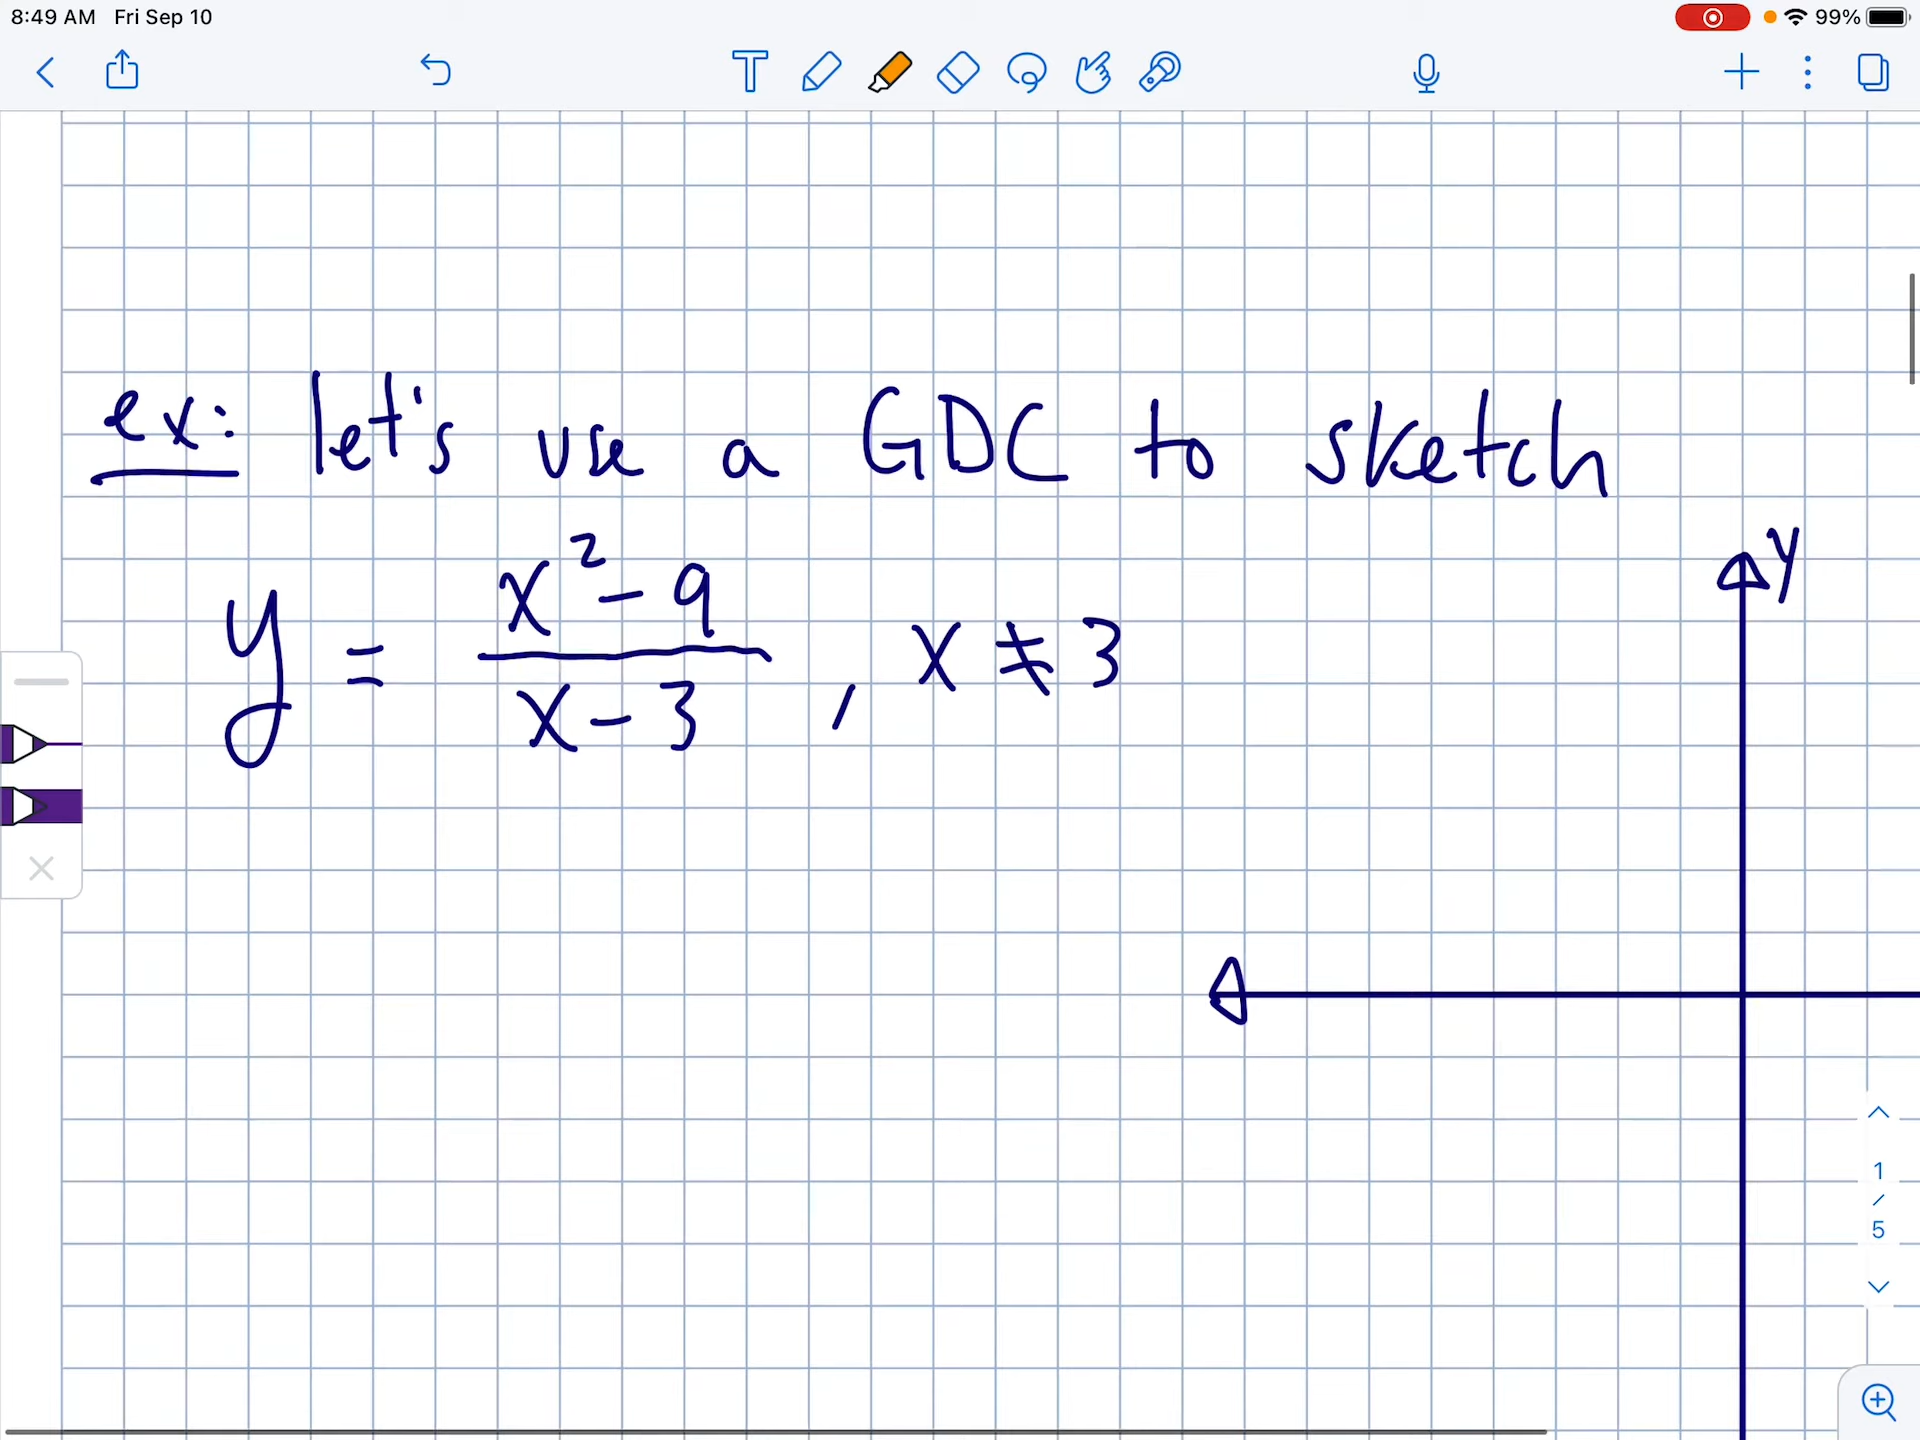 8:49 AM Fri Sep 10 99%
T
ex: let's use a GDC to sketch
y = (x² - 9)/(x - 3) , x ≠ 3
y
1
/
5